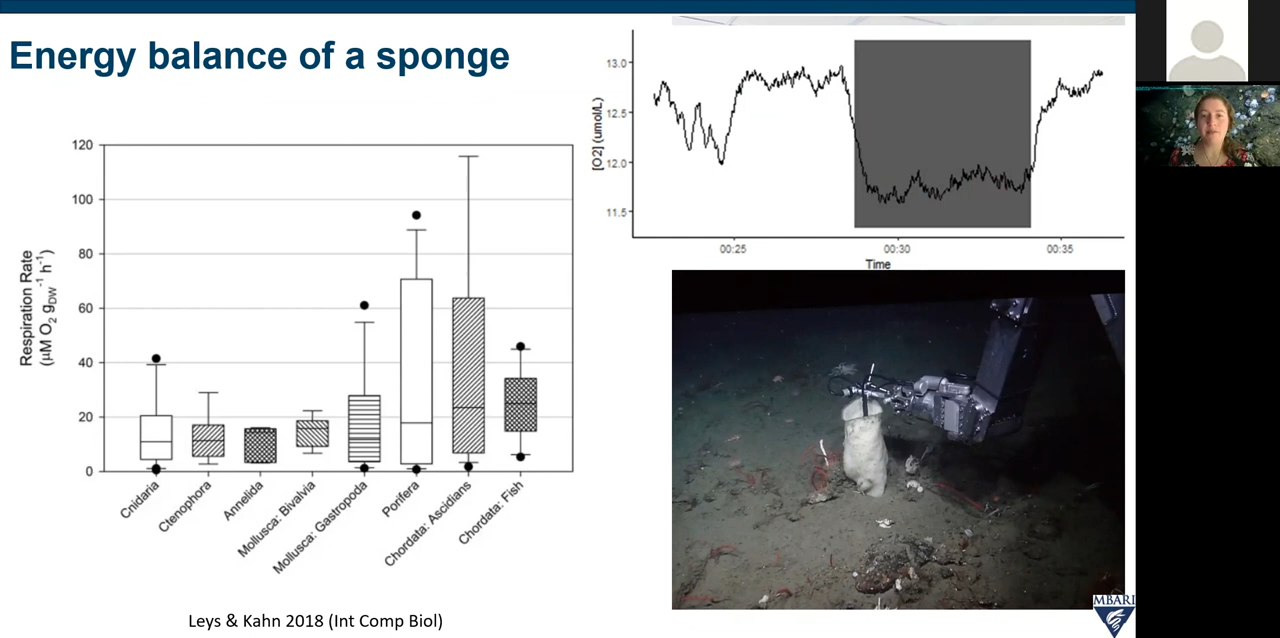 Energy balance of a sponge
120
100
80
60
40
20
0
Respiration Rate
(μM O2 gDW-1 h-1)
Cnidaria
Ctenophora
Annelida
Mollusca: Bivalvia
Mollusca: Gastropoda
Porifera
Chordata: Ascidians
Chordata: Fish
Leys & Kahn 2018 (Int Comp Biol)
13.0
12.5
12.0
11.5
[O2] (umol/L)
00:25
00:30
00:35
Time
MBARI